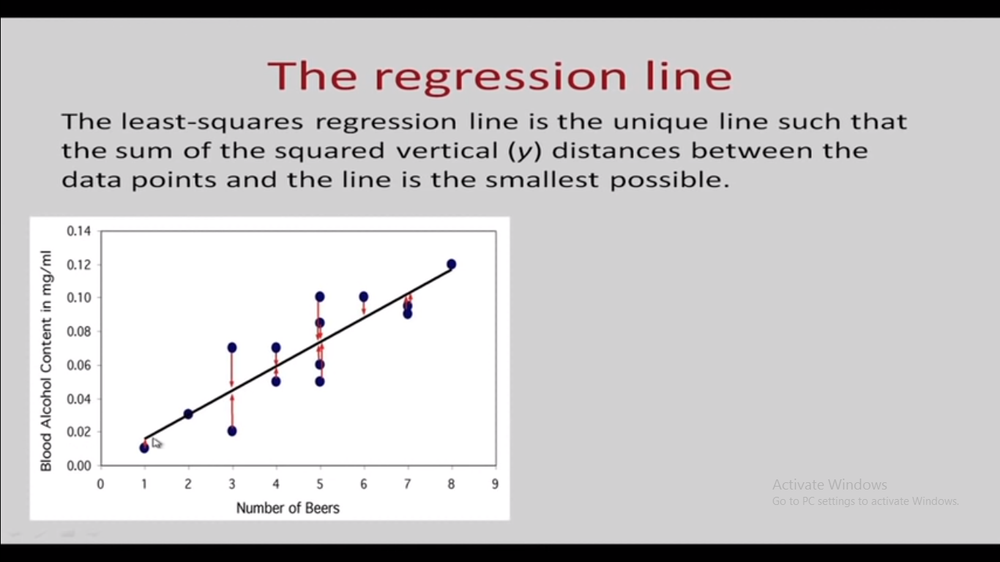 The regression line
The least-squares regression line is the unique line such that
the sum of the squared vertical (y) distances between the
data points and the line is the smallest possible.
Blood Alcohol Content in mg/ml
0.14
0.12
0.10
0.08
0.06
0.04
0.02
0.00
0 1 2 3 4 5 6 7 8 9
Number of Beers
Activate Windows
Go to PC settings to activate Windows.